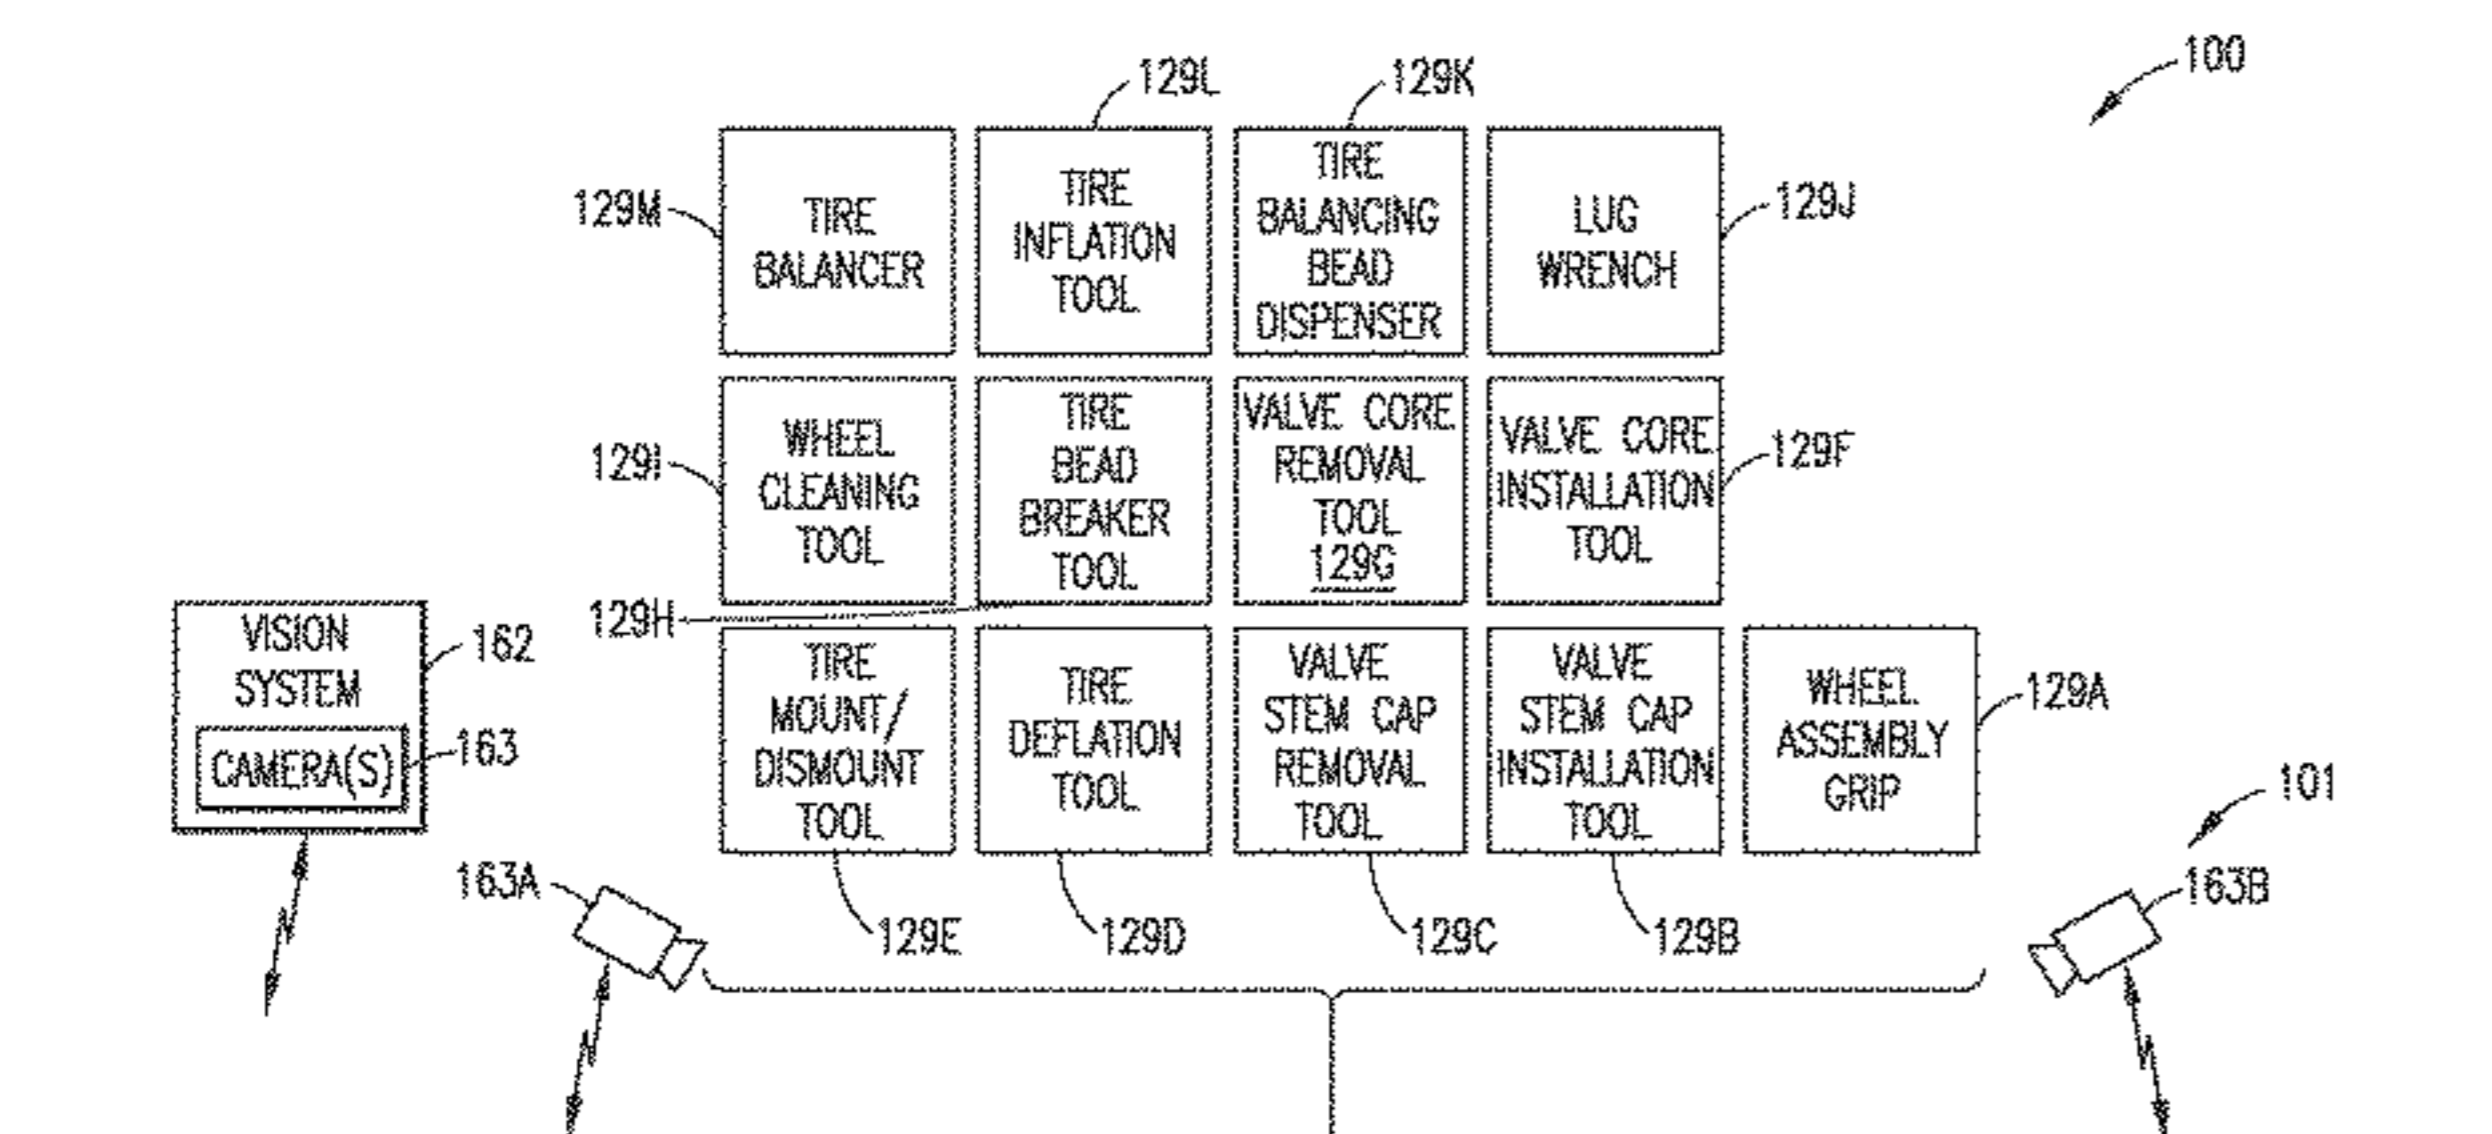 100
129L
129K
TIRE
BALANCER
129M
TIRE
INFLATION
TOOL
TIRE
BALANCING
BEAD
DISPENSER
LUG
WRENCH
129J
129I
WHEEL
CLEANING
TOOL
TIRE
BEAD
BREAKER
TOOL
VALVE CORE
REMOVAL
TOOL
129G
VALVE CORE
INSTALLATION
TOOL
129F
129H
VISION
SYSTEM
162
CAMERA(S)
163
TIRE
MOUNT/
DISMOUNT
TOOL
TIRE
DEFLATION
TOOL
VALVE
STEM CAP
REMOVAL
TOOL
VALVE
STEM CAP
INSTALLATION
TOOL
WHEEL
ASSEMBLY
GRIP
129A
101
163A
129E
129D
129C
129B
163B